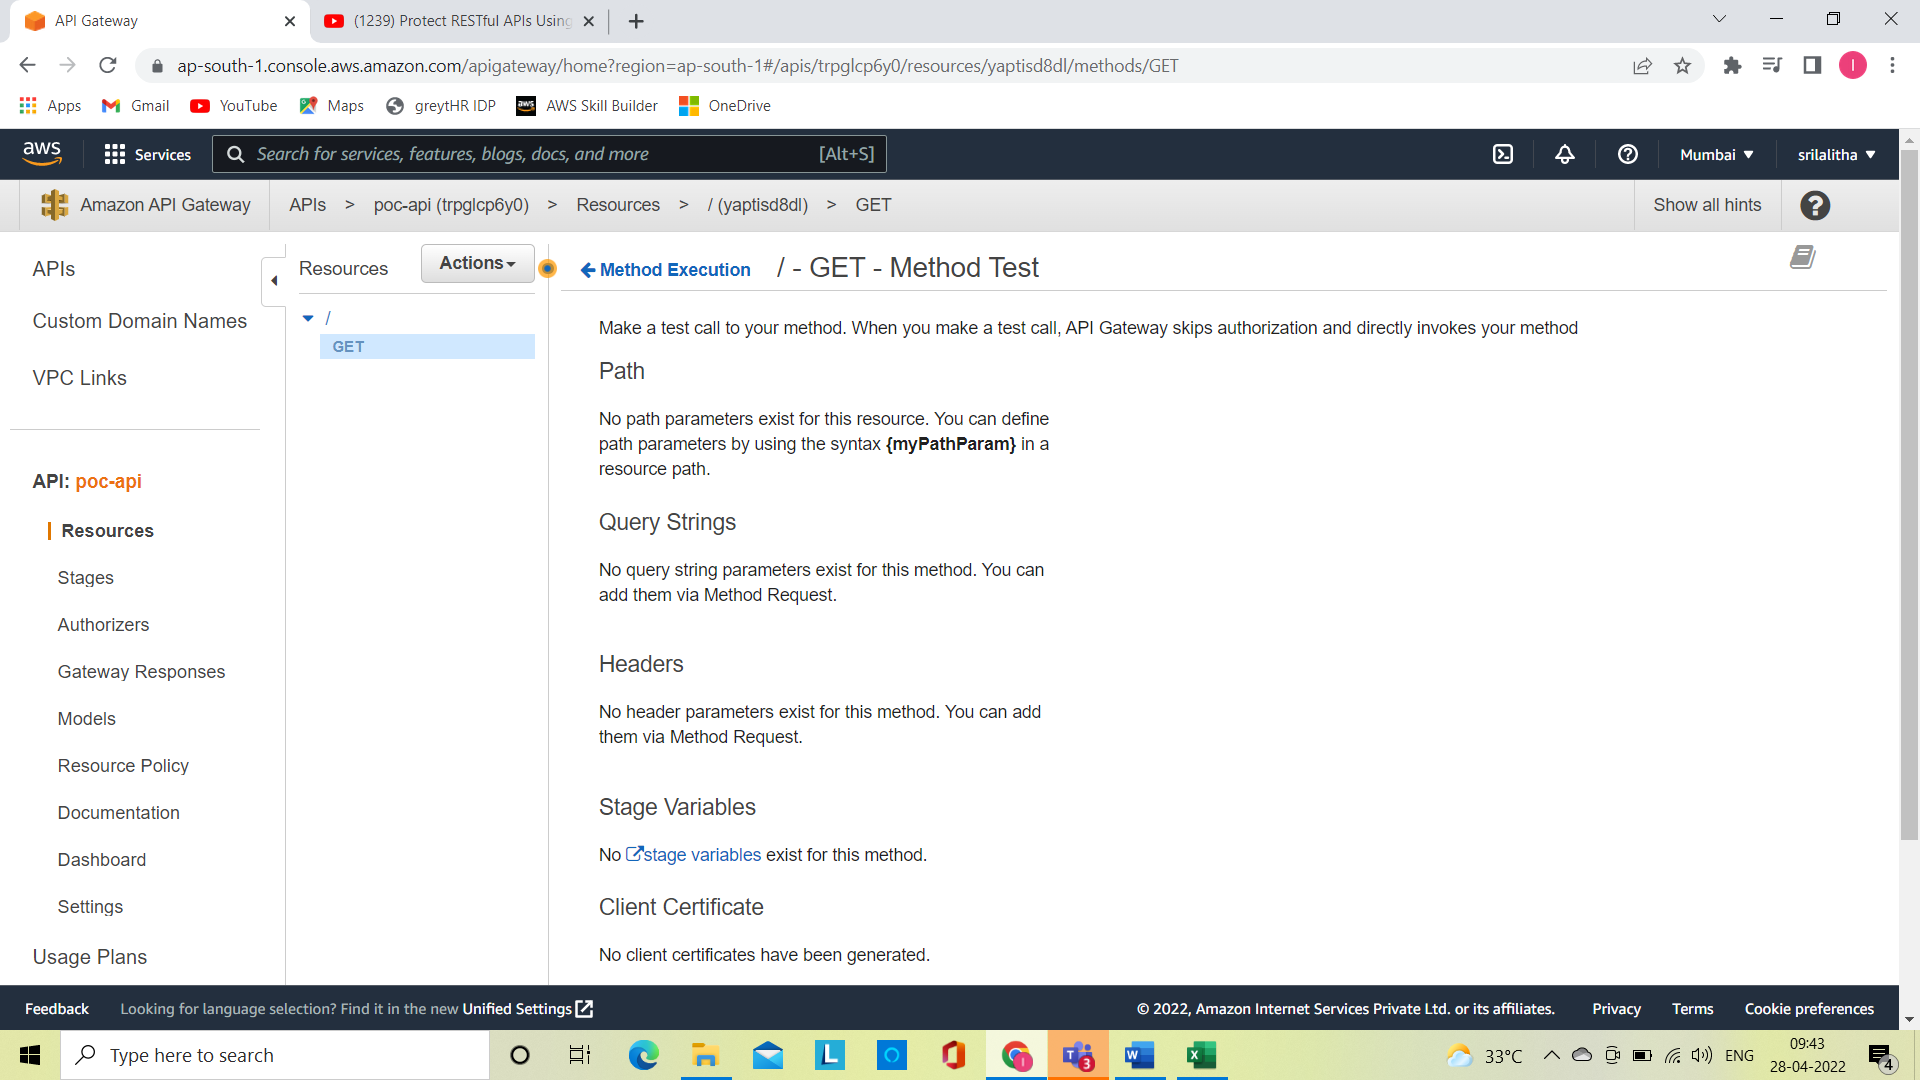 API Gateway
(1239) Protect RESTful APIs Using
ap-south-1.console.aws.amazon.com/apigateway/home?region=ap-south-1#/apis/trpglcp6y0/resources/yaptisd8dl/methods/GET
I
Apps
Gmail
YouTube
Maps
greytHR IDP
aws
AWS Skill Builder
OneDrive
aws
Services
Search for services, features, blogs, docs, and more
[Alt+S]
Mumbai
srilalitha
Amazon API Gateway
APIs > poc-api (trpglcp6y0) > Resources > / (yaptisd8dl) > GET
Show all hints
APIs
Custom Domain Names
VPC Links
API: poc-api
Resources
Stages
Authorizers
Gateway Responses
Models
Resource Policy
Documentation
Dashboard
Settings
Usage Plans
Resources
Actions
/
GET
Method Execution
/ - GET - Method Test
Make a test call to your method. When you make a test call, API Gateway skips authorization and directly invokes your method
Path
No path parameters exist for this resource. You can define
path parameters by using the syntax {myPathParam} in a
resource path.
Query Strings
No query string parameters exist for this method. You can
add them via Method Request.
Headers
No header parameters exist for this method. You can add
them via Method Request.
Stage Variables
No stage variables exist for this method.
Client Certificate
No client certificates have been generated.
Feedback
Looking for language selection? Find it in the new Unified Settings
© 2022, Amazon Internet Services Private Ltd. or its affiliates.
Privacy
Terms
Cookie preferences
Type here to search
L
T
3
W
X
33°C
ENG
09:43
28-04-2022
4